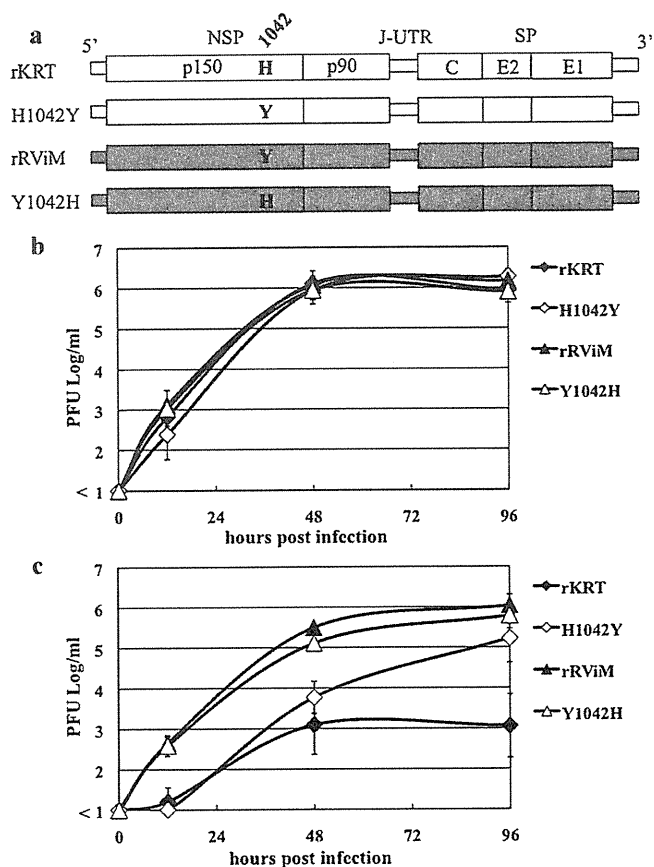 a
5’ NSP 1042 J-UTR SP 3’
rKRT p150 H p90 C E2 E1
H1042Y Y
rRViM Y
Y1042H H
b
7
6
5
4
3
2
< 1
PFU Log/ml
0 24 48 72 96
hours post infection
rKRT
H1042Y
rRViM
Y1042H
c
7
6
5
4
3
2
< 1
PFU Log/ml
0 24 48 72 96
hours post infection
rKRT
H1042Y
rRViM
Y1042H